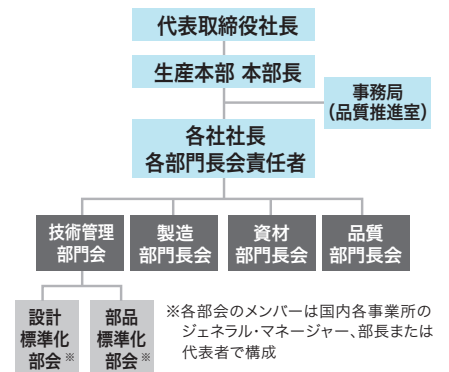 代表取締役社長
生産本部 本部長
事務局
(品質推進室)
各社社長
各部門長会責任者
技術管理
部門会
製造
部門長会
資材
部門長会
品質
部門長会
設計
標準化
部会※
部品
標準化
部会※
※各部会のメンバーは国内各事業所の
ジェネラル・マネージャー、部長または
代表者で構成